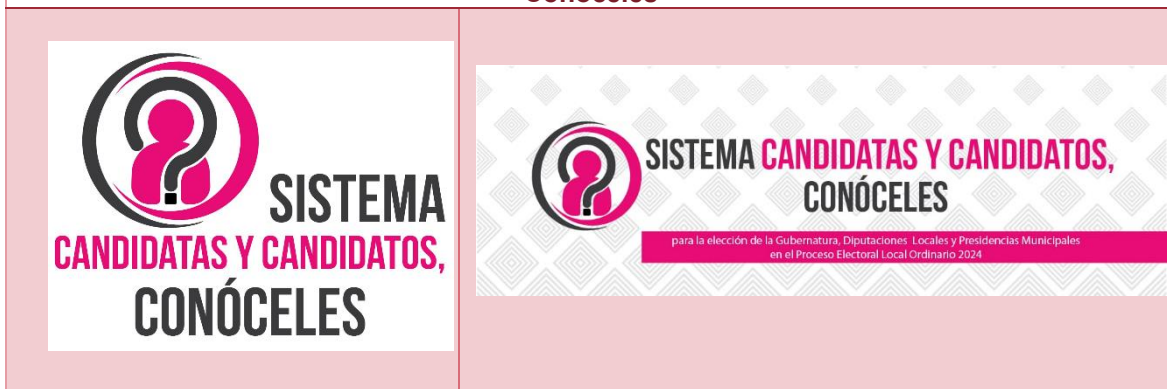 Conóceles
SISTEMA
CANDIDATAS Y CANDIDATOS,
CONÓCELES
SISTEMA CANDIDATAS Y CANDIDATOS,
CONÓCELES
para la elección de la Gubernatura, Diputaciones Locales y Presidencias Municipales
en el Proceso Electoral Local Ordinario 2024